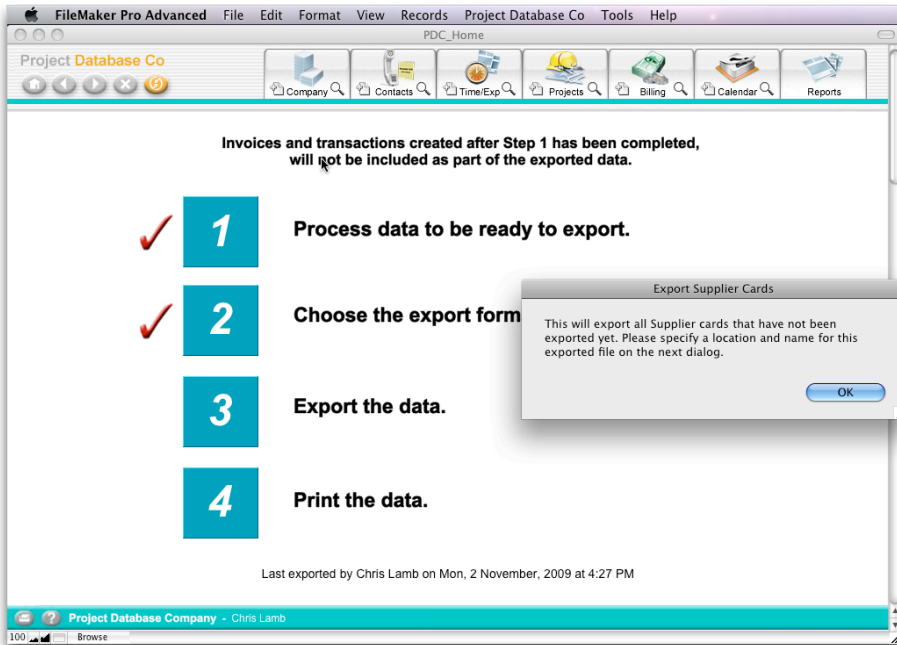 FileMaker Pro Advanced File Edit Format View Records Project Database Co Tools Help
PDC_Home
Project Database Co
Company Contacts Time/Exp Projects Billing Calendar Reports
Invoices and transactions created after Step 1 has been completed,
will not be included as part of the exported data.
1 Process data to be ready to export.
2 Choose the export form
Export Supplier Cards
This will export all Supplier cards that have not been
exported yet. Please specify a location and name for this
exported file on the next dialog.
OK
3 Export the data.
4 Print the data.
Last exported by Chris Lamb on Mon, 2 November, 2009 at 4:27 PM
Project Database Company - Chris Lamb
100 Browse